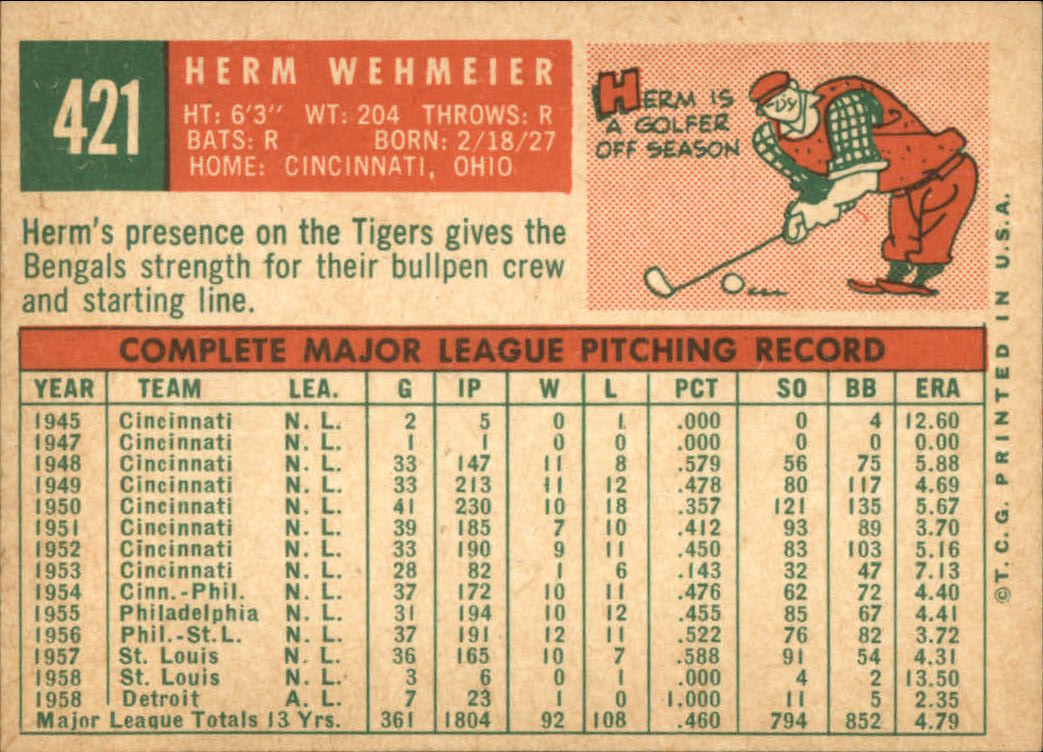 421
HERM WEHMEIER
HT: 6'3" WT: 204 THROWS: R
BATS: R BORN: 2/18/27
HOME: CINCINNATI, OHIO
HERM IS
A GOLFER
OFF SEASON
Herm's presence on the Tigers gives the
Bengals strength for their bullpen crew
and starting line.
COMPLETE MAJOR LEAGUE PITCHING RECORD
YEAR TEAM LEA. G IP W L PCT SO BB ERA
1945 Cincinnati N. L. 2 5 0 1 .000 0 4 12.60
1947 Cincinnati N. L. 1 1 0 0 .000 0 0 0.00
1948 Cincinnati N. L. 33 147 11 8 .579 56 75 5.88
1949 Cincinnati N. L. 33 213 11 12 .478 80 117 4.69
1950 Cincinnati N. L. 41 230 10 18 .357 121 135 5.67
1951 Cincinnati N. L. 39 185 7 10 .412 93 89 3.70
1952 Cincinnati N. L. 33 190 9 11 .450 83 103 5.16
1953 Cincinnati N. L. 28 82 1 6 .143 32 47 7.13
1954 Cinn.-Phil. N. L. 37 172 10 11 .476 62 72 4.40
1955 Philadelphia N. L. 31 194 10 12 .455 85 67 4.41
1956 Phil.-St. L. N. L. 37 191 12 11 .522 76 82 3.72
1957 St. Louis N. L. 36 165 10 7 .588 91 54 4.31
1958 St. Louis N. L. 3 6 0 1 .000 4 2 13.50
1958 Detroit A. L. 7 23 1 0 1.000 11 5 2.35
Major League Totals 13 Yrs. 361 1804 92 108 .460 794 852 4.79
©T. C. G. PRINTED IN U.S.A.